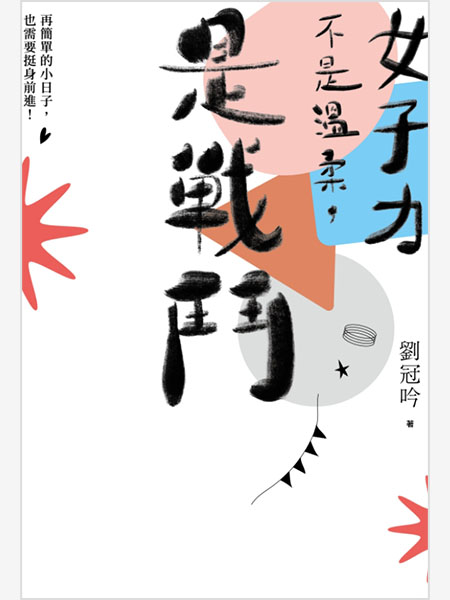 女子力
不是溫柔，
是戰鬥
劉冠吟
著
再簡單的小日子，
也需要挺身前進！